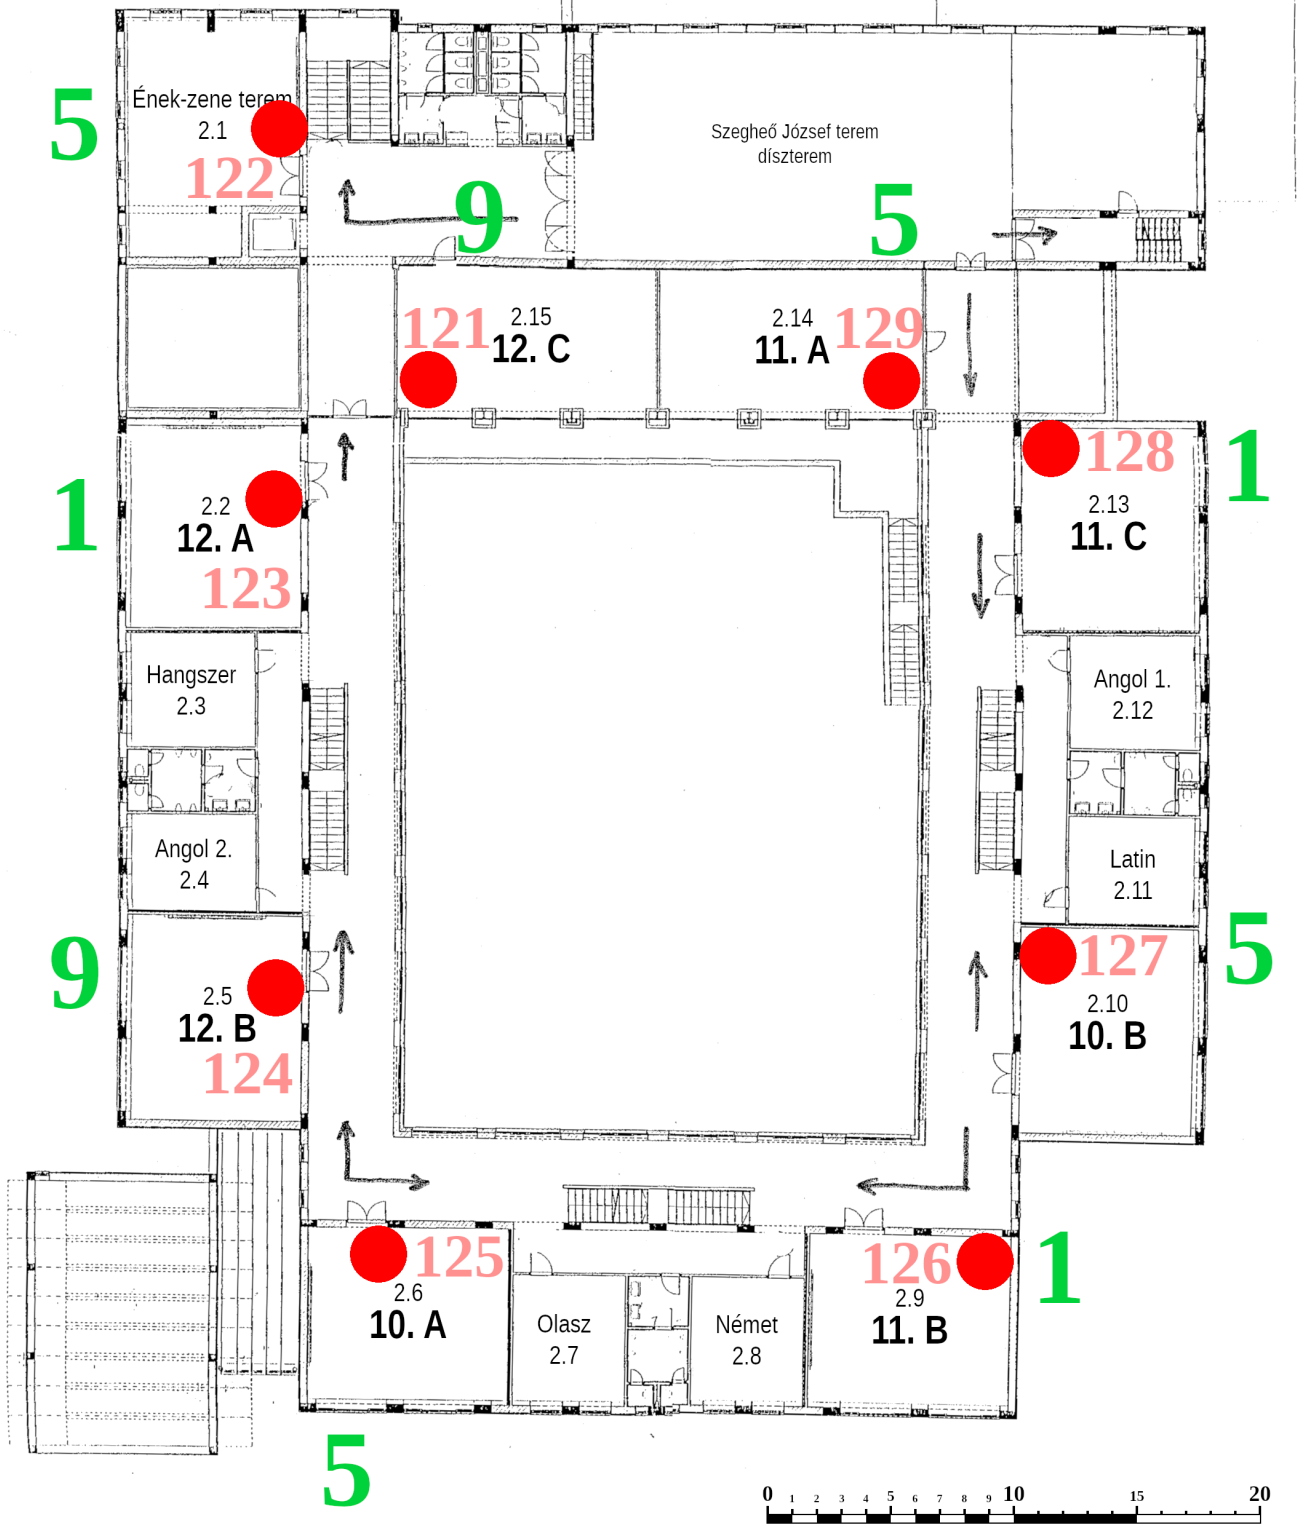 5
Ének-zene terem
2.1
122
Szegheő József terem
díszterem
9
5
121
2.15
12. C
2.14
11. A
129
128
1
2.13
11. C
1
2.2
12. A
123
Hangszer
2.3
Angol 1.
2.12
Angol 2.
2.4
Latin
2.11
9
2.5
12. B
124
127
5
2.10
10. B
125
2.6
10. A
126
1
2.9
11. B
Olasz
2.7
Német
2.8
5
0 1 2 3 4 5 6 7 8 9 10 15 20